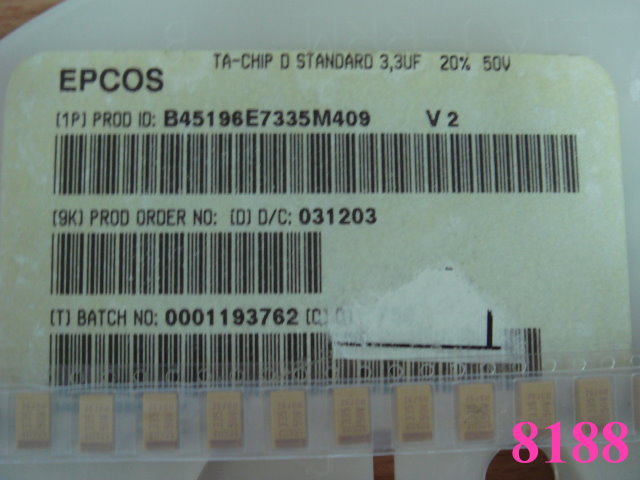 TA-CHIP D STANDARD 3,3UF 20% 50V
EPCOS
(1P) PROD ID: B45196E7335M409 V 2
(9K) PROD ORDER NO: (D) D/C: 031203
(T) BATCH NO: 0001193762 (Q)
8188